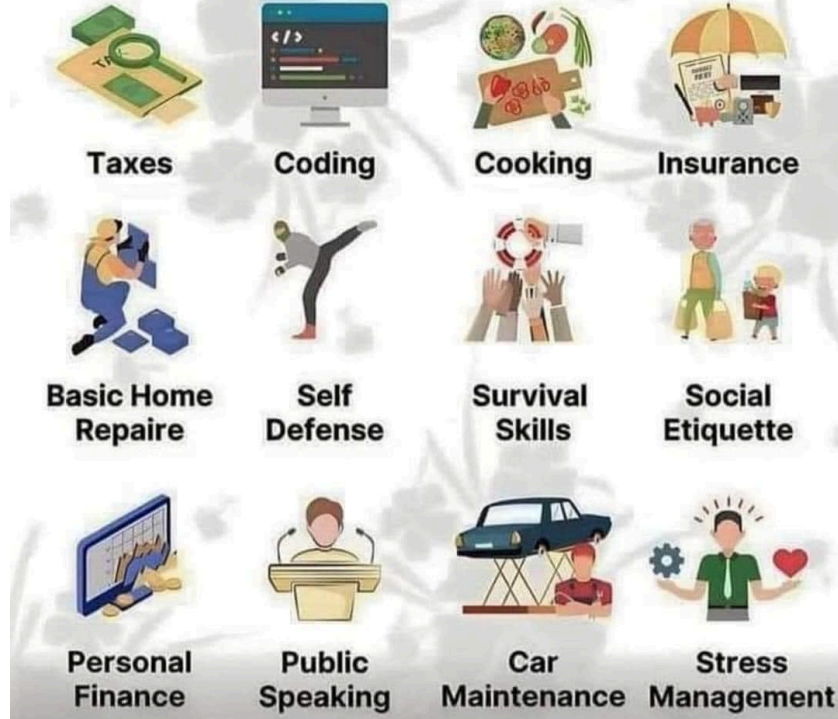 TA
</>
Taxes
Coding
Cooking
Insurance
Basic Home
Repaire
Self
Defense
Survival
Skills
Social
Etiquette
Personal
Finance
Public
Speaking
Car
Maintenance
Stress
Management